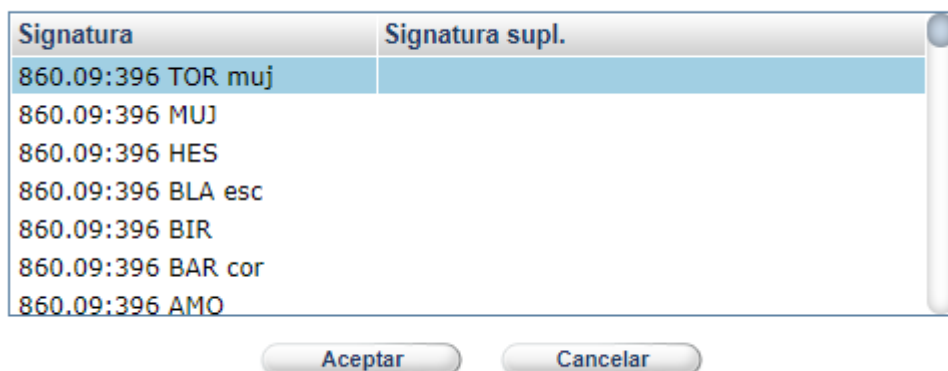 Signatura Signatura supl.
860.09:396 TOR muj
860.09:396 MUJ
860.09:396 HES
860.09:396 BLA esc
860.09:396 BIR
860.09:396 BAR cor
860.09:396 AMO
Aceptar Cancelar